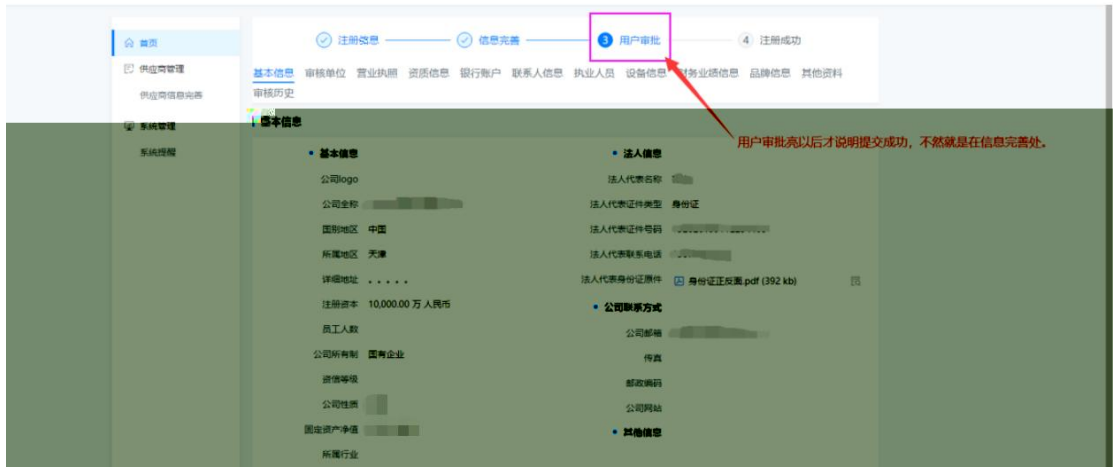 首页
供应商管理
供应商信息完善
系统管理
系统提醒
注册信息
信息完善
3 用户审批
4 注册成功
基本信息 审核单位 营业执照 资质信息 银行账户 联系人信息 执业人员 设备信息 财务业绩信息 品牌信息 其他资料
审核历史
基本信息
用户审批亮以后才说明提交成功，不然就是在信息完善处。
• 基本信息
公司logo
公司全称
国别地区 中国
所属地区 天津
详细地址 . . . . .
注册资本 10,000.00 万 人民币
员工人数
公司所有制 国有企业
资信等级
公司性质
固定资产净值
所属行业
• 法人信息
法人代表名称
法人代表证件类型 身份证
法人代表证件号码
法人代表联系电话
法人代表身份证原件 身份证正反面.pdf (392 kb)
• 公司联系方式
公司邮箱
传真
邮政编码
公司网站
• 其他信息